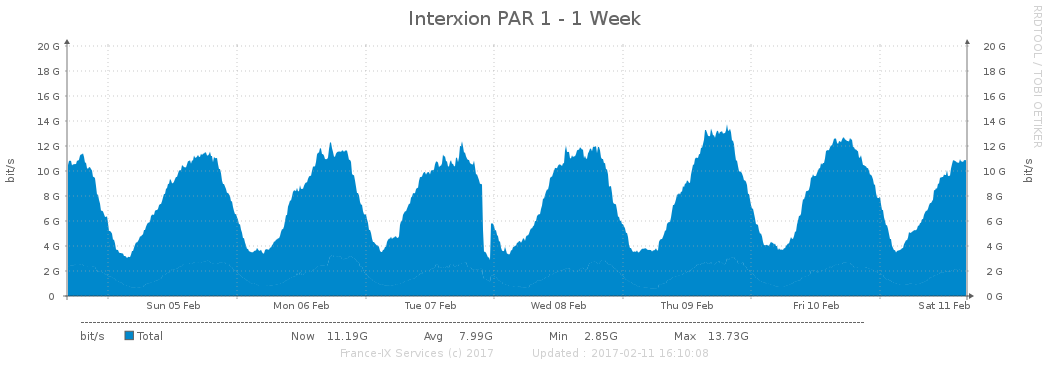 Interxion PAR 1 - 1 Week
RRDTOOL / TOBI OETIKER
20 G 20 G
18 G 18 G
16 G 16 G
14 G 14 G
12 G 12 G
10 G 10 G
8 G 8 G
6 G 6 G
4 G 4 G
2 G 2 G
0 0 G
bit/s bit/s
Sun 05 Feb Mon 06 Feb Tue 07 Feb Wed 08 Feb Thu 09 Feb Fri 10 Feb Sat 11 Feb
bit/s Total Now 11.19G Avg 7.99G Min 2.85G Max 13.73G
France-IX Services (c) 2017 Updated : 2017-02-11 16:10:08